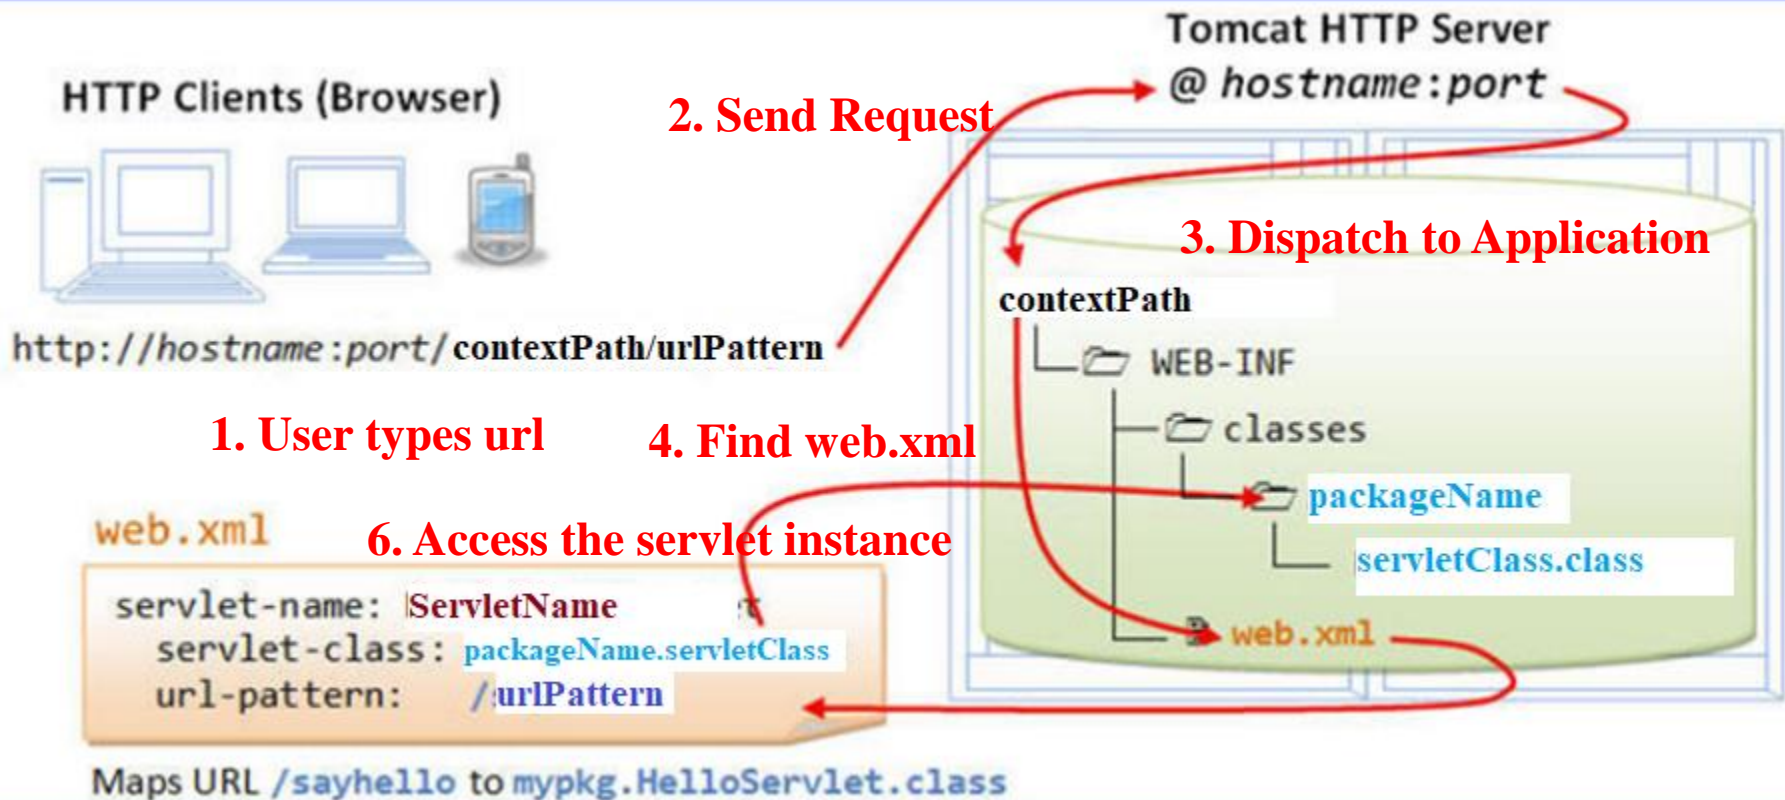 Tomcat HTTP Server
@ hostname:port
HTTP Clients (Browser)
2. Send Request
3. Dispatch to Application
contextPath
http://hostname:port/contextPath/urlPattern
WEB-INF
1. User types url
4. Find web.xml
classes
packageName
web.xml
6. Access the servlet instance
servletClass.class
servlet-name: ServletName
web.xml
servlet-class: packageName.servletClass
url-pattern: /urlPattern
Maps URL /sayhello to mypkg.HelloServlet.class